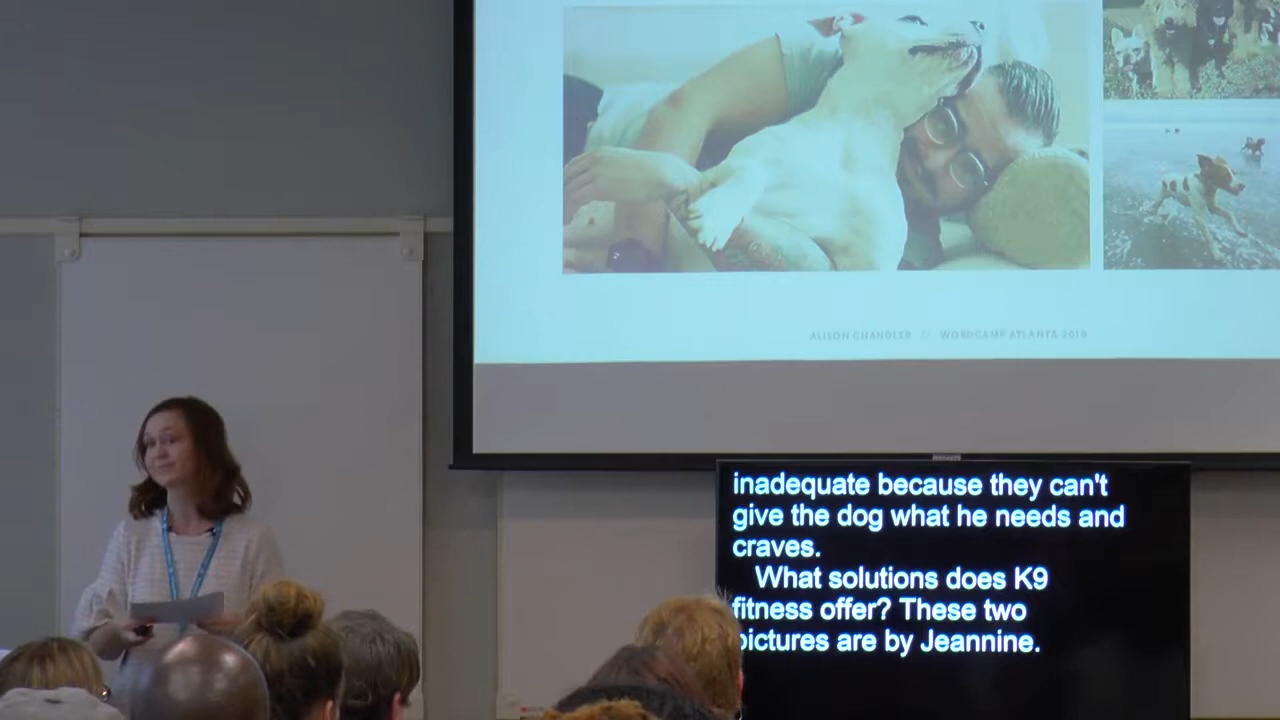 ALISON CHANDLER // WORDCAMP ATLANTA 2019
inadequate because they can't
give the dog what he needs and
craves.
What solutions does K9
fitness offer? These two
pictures are by Jeannine.